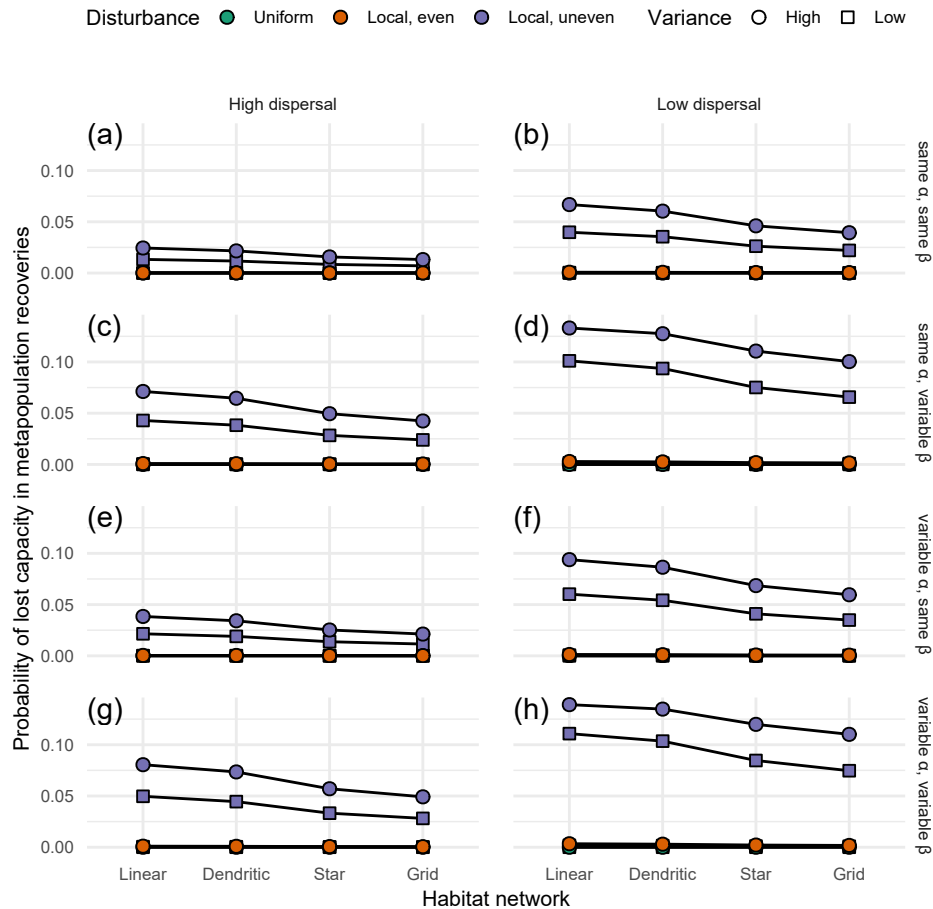 Disturbance Uniform Local, even Local, uneven Variance High Low
High dispersal Low dispersal
(a) (b)
0.10
0.05
0.00
same α, same β
(c) (d)
0.10
0.05
0.00
same α, variable β
(e) (f)
0.10
0.05
0.00
variable α, same β
(g) (h)
0.10
0.05
0.00
variable α, variable β
Probability of lost capacity in metapopulation recoveries
Linear Dendritic Star Grid Linear Dendritic Star Grid
Habitat network